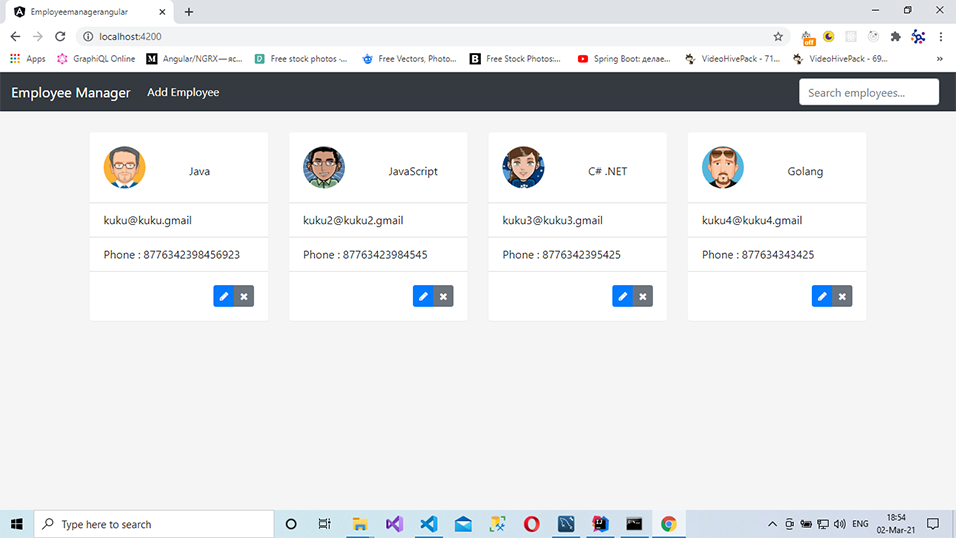 Employeemanagerangular
localhost:4200
off
Apps
GraphiQL Online
Angular/NGRX — яс...
Free stock photos -...
Free Vectors, Photo...
Free Stock Photos:...
Spring Boot: делае...
VideoHivePack - 71...
VideoHivePack - 69...
»
Employee Manager
Add Employee
Search employees...
Java
JavaScript
C# .NET
Golang
kuku@kuku.gmail
kuku2@kuku2.gmail
kuku3@kuku3.gmail
kuku4@kuku4.gmail
Phone : 8776342398456923
Phone : 87763423984545
Phone : 8776342395425
Phone : 877634343425
Type here to search
ENG
18:54
02-Mar-21